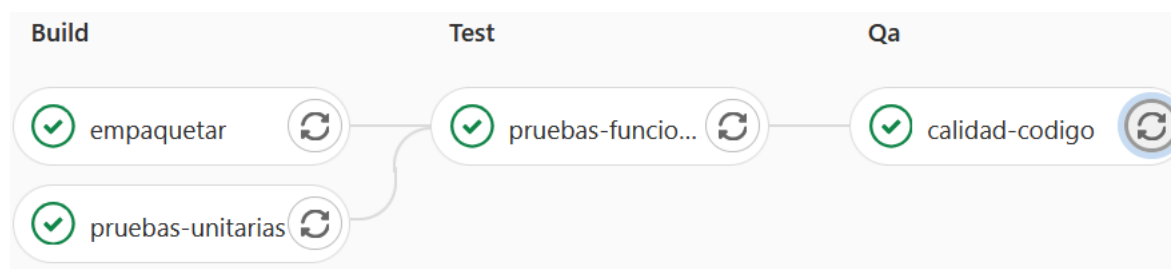 Build
Test
Qa
empaquetar
pruebas-funcio...
calidad-codigo
pruebas-unitarias